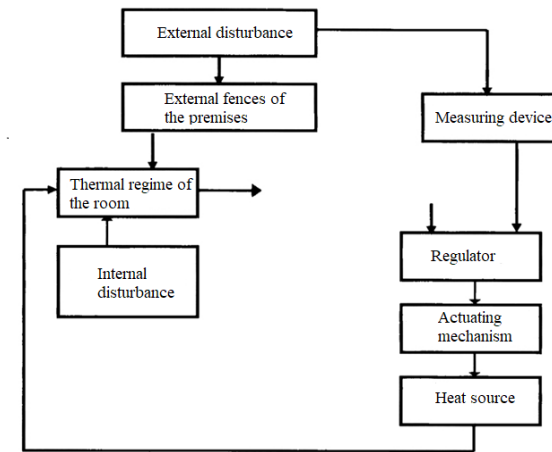 External disturbance
External fences of
the premises
Measuring device
Thermal regime of
the room
Internal
disturbance
Regulator
Actuating
mechanism
Heat source